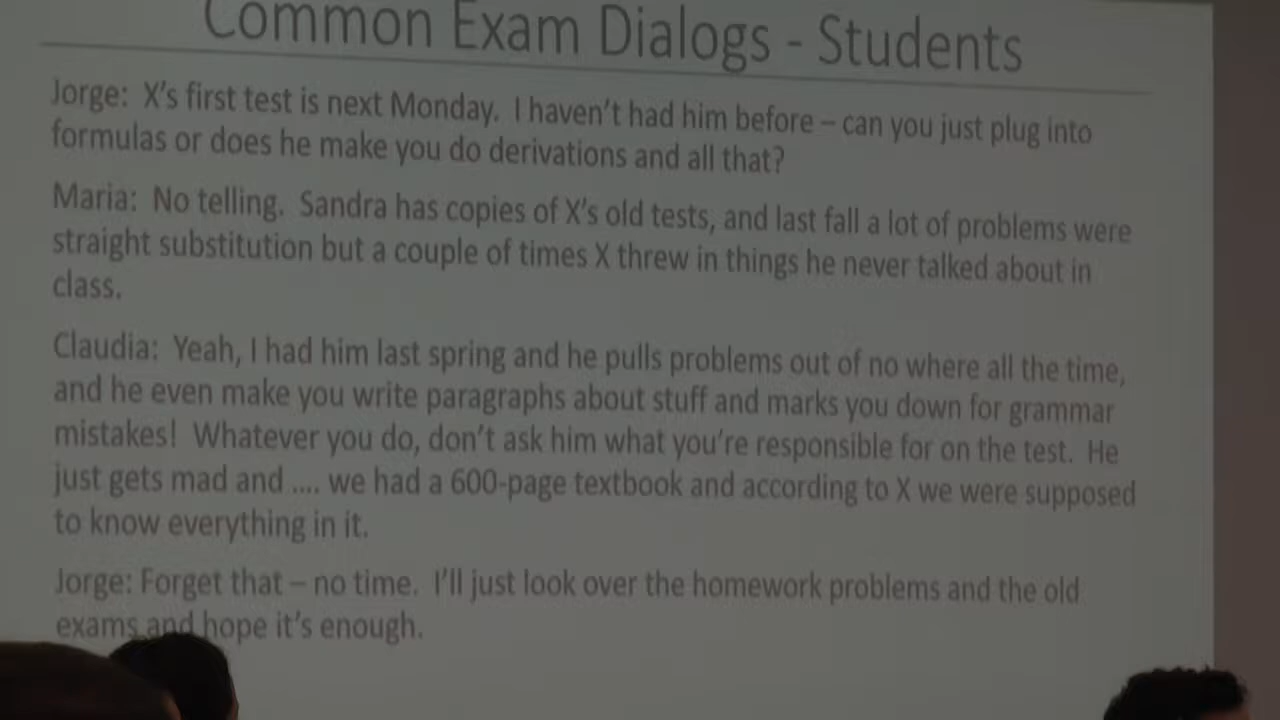 Common Exam Dialogs - Students
Jorge: X's first test is next Monday. I haven't had him before – can you just plug into
formulas or does he make you do derivations and all that?
Maria: No telling. Sandra has copies of X's old tests, and last fall a lot of problems were
straight substitution but a couple of times X threw in things he never talked about in
class.
Claudia: Yeah, I had him last spring and he pulls problems out of no where all the time,
and he even make you write paragraphs about stuff and marks you down for grammar
mistakes! Whatever you do, don't ask him what you're responsible for on the test. He
just gets mad and .... we had a 600-page textbook and according to X we were supposed
to know everything in it.
Jorge: Forget that – no time. I'll just look over the homework problems and the old
exams and hope it's enough.